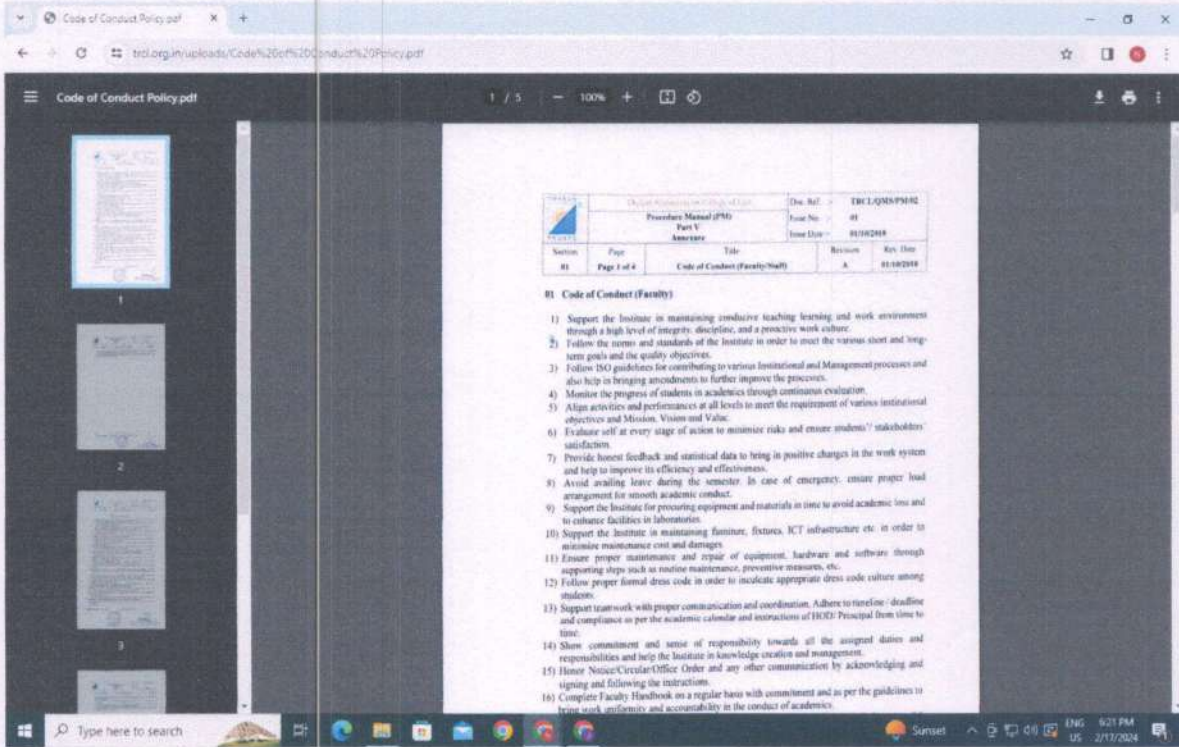 Code of Conduct Policy.pdf
trcl.org.in/uploads/Code%20of%20Conduct%20Policy.pdf
Code of Conduct Policy.pdf
1 / 5
100%
1
2
3
Procedure Manual (PM)
Part V
Annexure
Doc. Ref. :- TRCL/QMS/PM/02
Issue No :- 01
Issue Date :- 01/10/2018
Section Page Title Revision Rev. Date
01 Page 1 of 4 Code of Conduct (Faculty/Staff) A 01/10/2018
01 Code of Conduct (Faculty)
1) Support the Institute in maintaining conducive teaching learning and work environment
through a high level of integrity, discipline, and a proactive work culture.
2) Follow the norms and standards of the Institute in order to meet the various short and long-
term goals and the quality objectives.
3) Follow ISO guidelines for contributing to various Institutional and Management processes and
also help in bringing amendments to further improve the processes.
4) Monitor the progress of students in academics through continuous evaluation.
5) Align activities and performances at all levels to meet the requirement of various institutional
objectives and Mission, Vision and Value.
6) Evaluate self at every stage of action to minimize risks and ensure students'/ stakeholders'
satisfaction.
7) Provide honest feedback and statistical data to bring in positive changes in the work system
and help to improve its efficiency and effectiveness.
8) Avoid availing leave during the semester. In case of emergency, ensure proper load
arrangement for smooth academic conduct.
9) Support the Institute for procuring equipment and materials in time to avoid academic loss and
to enhance facilities in laboratories.
10) Support the Institute in maintaining furniture, fixtures, ICT infrastructure etc. in order to
minimize maintenance cost and damages.
11) Ensure proper maintenance and repair of equipment, hardware and software through
supporting steps such as routine maintenance, preventive measures, etc.
12) Follow proper formal dress code in order to inculcate appropriate dress code culture among
students.
13) Support teamwork with proper communication and coordination. Adhere to timeline / deadline
and compliance as per the academic calendar and instructions of HOD/ Principal from time to
time.
14) Show commitment and sense of responsibility towards all the assigned duties and
responsibilities and help the Institute in knowledge creation and management.
15) Honor Notice/Circular/Office Order and any other communication by acknowledging and
signing and following the instructions.
16) Complete Faculty Handbook on a regular basis with commitment and as per the guidelines to
bring work uniformity and accountability in the conduct of academics.
Type here to search
Sunset
ENG
US
6:21 PM
2/17/2024